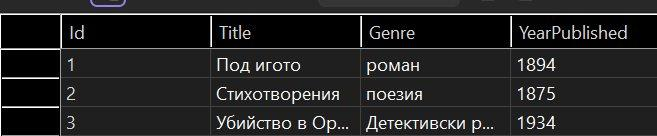 Id Title Genre YearPublished
1 Под игото роман 1894
2 Стихотворения поезия 1875
3 Убийство в Ор... Детективски р... 1934